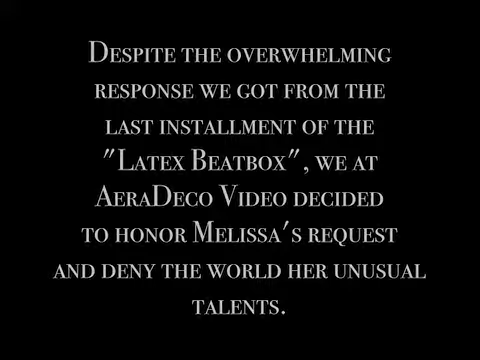 Despite the overwhelming
response we got from the
last installment of the
"Latex Beatbox", we at
AeraDeco Video decided
to honor Melissa's request
and deny the world her unusual
talents.